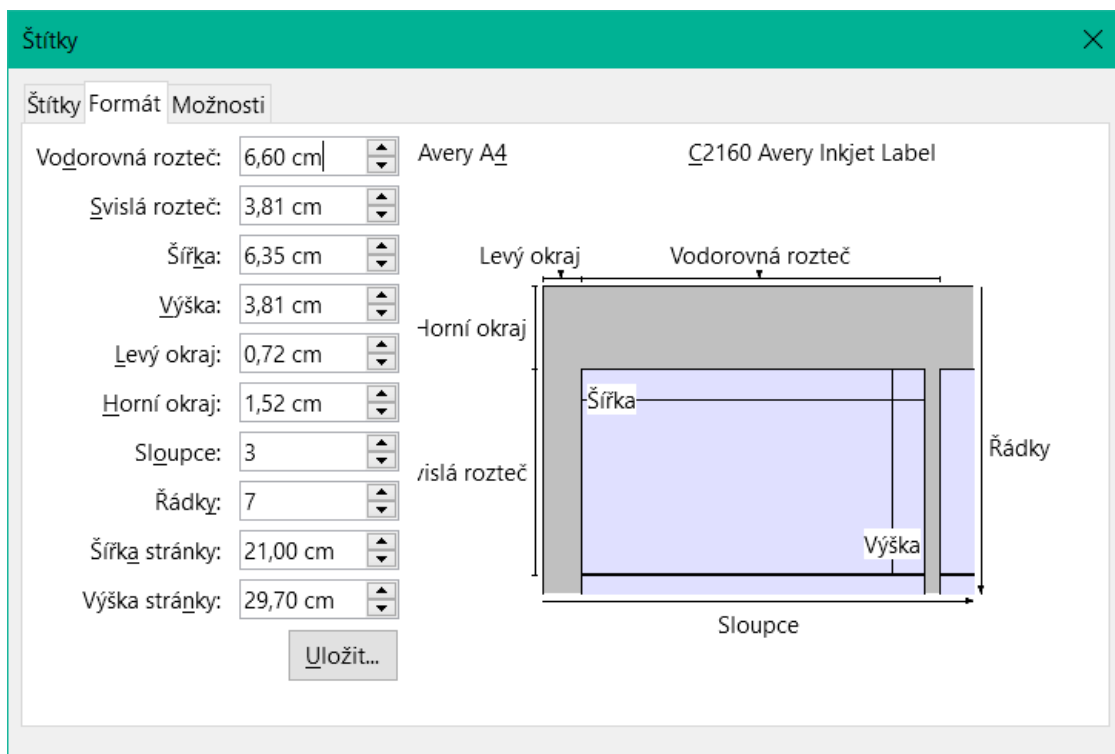 Štítky
Štítky Formát Možnosti
Vodorovná rozteč: 6,60 cm
Avery A4 C2160 Avery Inkjet Label
Svislá rozteč: 3,81 cm
Šířka: 6,35 cm
Výška: 3,81 cm
Levý okraj: 0,72 cm
Horní okraj: 1,52 cm
Sloupce: 3
Řádky: 7
Šířka stránky: 21,00 cm
Výška stránky: 29,70 cm
Uložit...
Levý okraj Vodorovná rozteč
Horní okraj
Šířka
vislá rozteč
Řádky
Výška
Sloupce